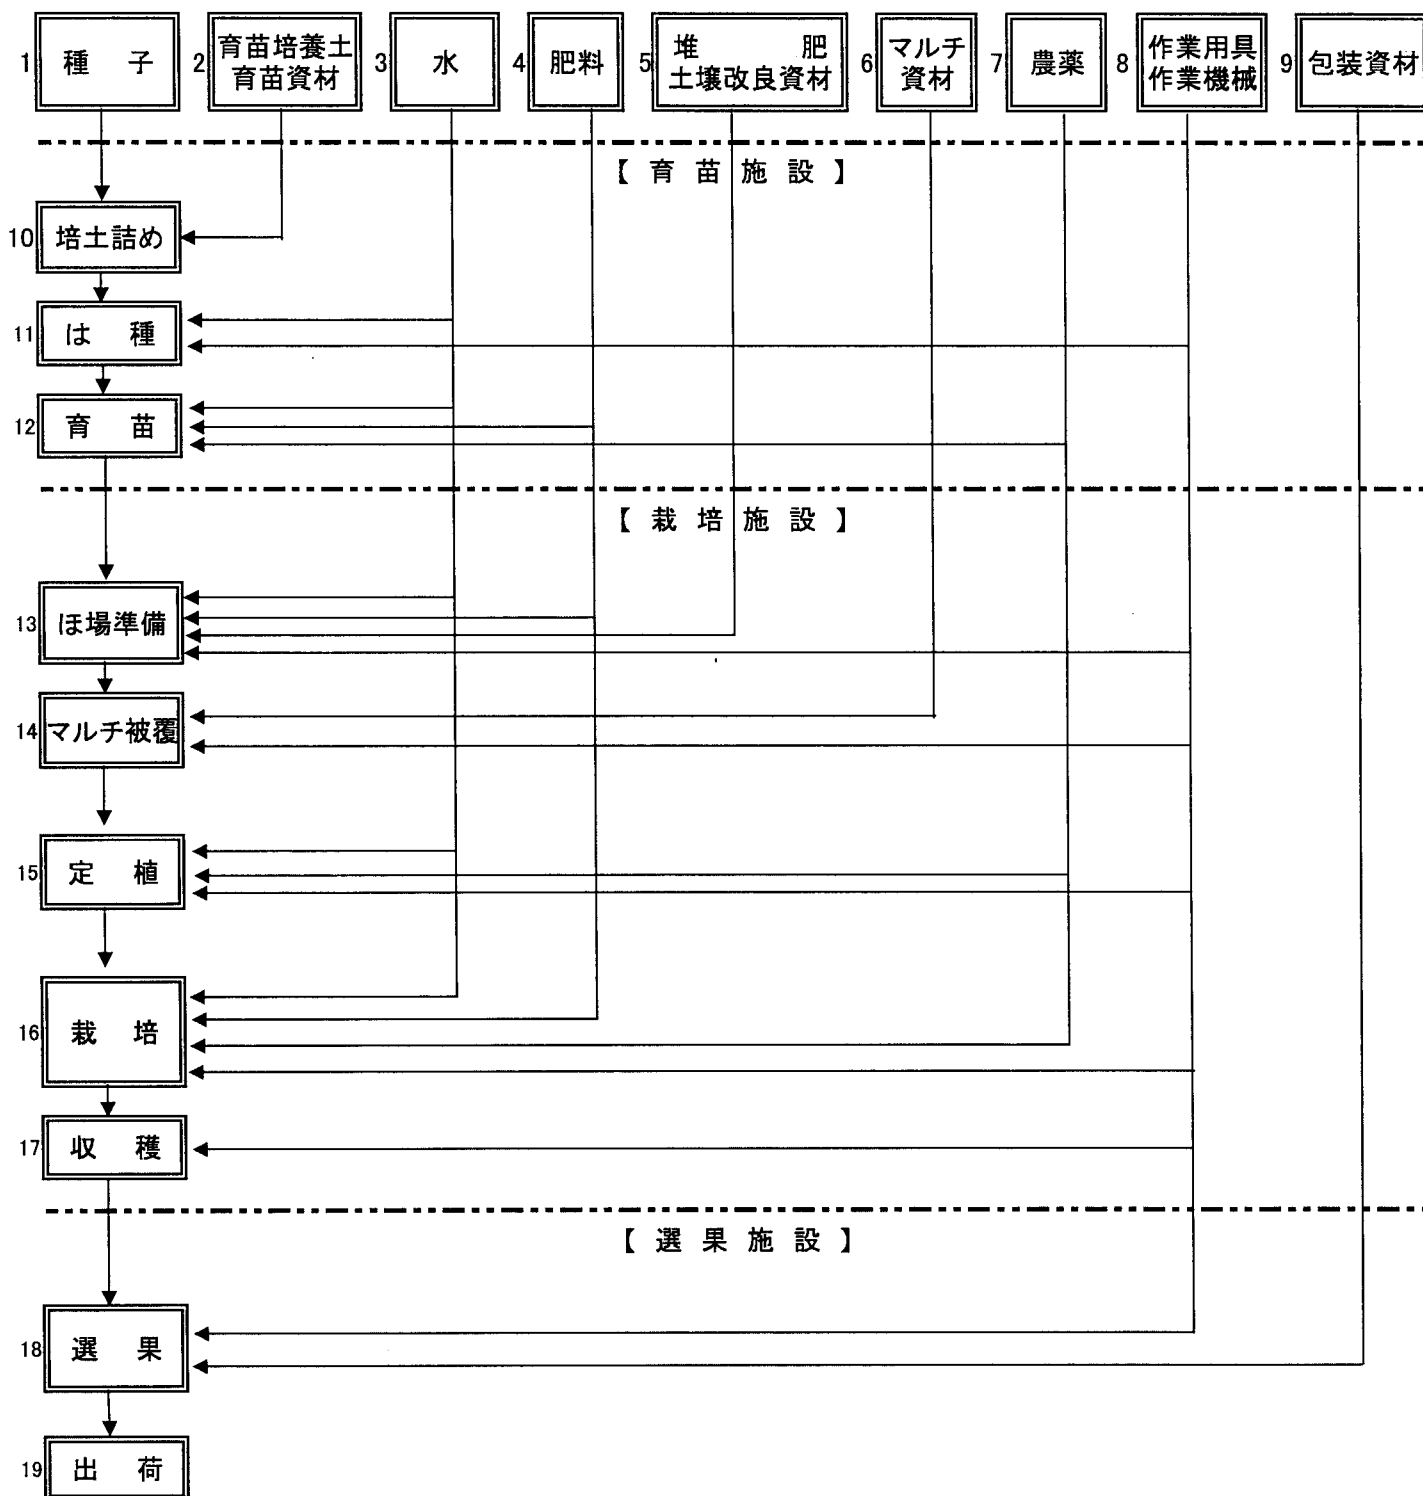 1 種 子
2 育苗培養土
育苗資材
3 水
4 肥料
5 堆 肥
土壌改良資材
6 マルチ
資材
7 農薬
8 作業用具
作業機械
9 包装資材
【 育 苗 施 設 】
10 培土詰め
11 は 種
12 育 苗
【 栽 培 施 設 】
13 ほ場準備
14 マルチ被覆
15 定 植
16 栽 培
17 収 穫
【 選 果 施 設 】
18 選 果
19 出 荷